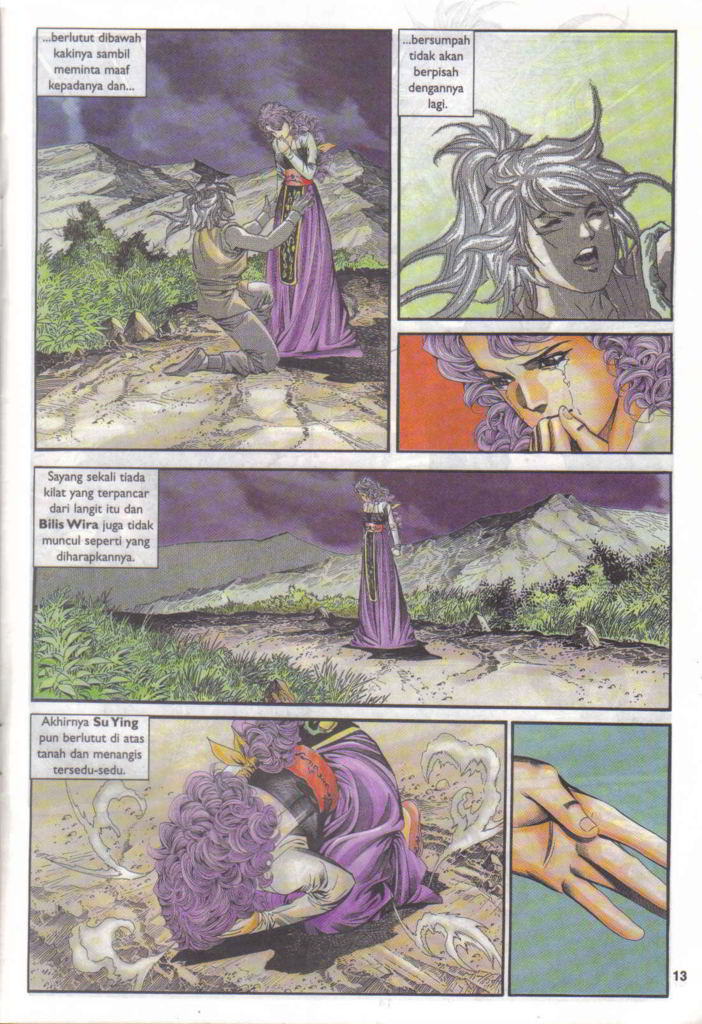 ...berlutut dibawah
kakinya sambil
meminta maaf
kepadanya dan...
...bersumpah
tidak akan
berpisah
dengannya
lagi.
Sayang sekali tiada
kilat yang terpancar
dari langit itu dan
Bilis Wira juga tidak
muncul seperti yang
diharapkannya.
Akhirnya Su Ying
pun berlutut di atas
tanah dan menangis
tersedu-sedu.
13